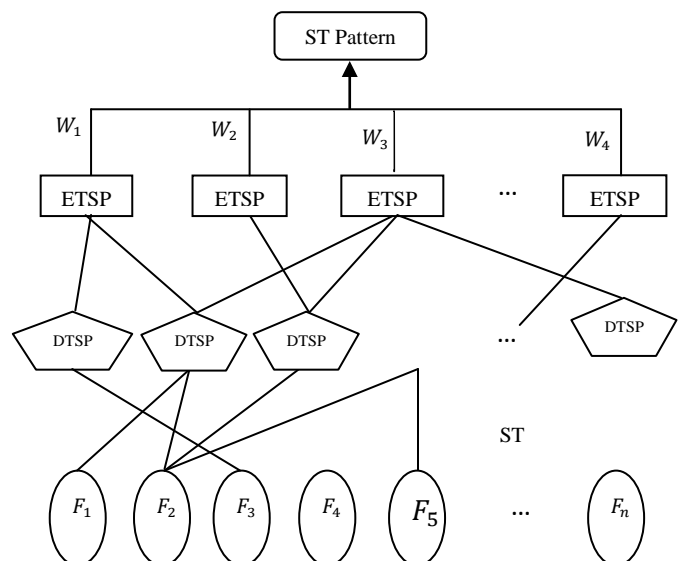 ST Pattern
W₁ W₂ W₃ W₄
ETSP ETSP ETSP ... ETSP
DTSP DTSP DTSP ... DTSP
ST
F₁ F₂ F₃ F₄ F₅ ... Fₙ